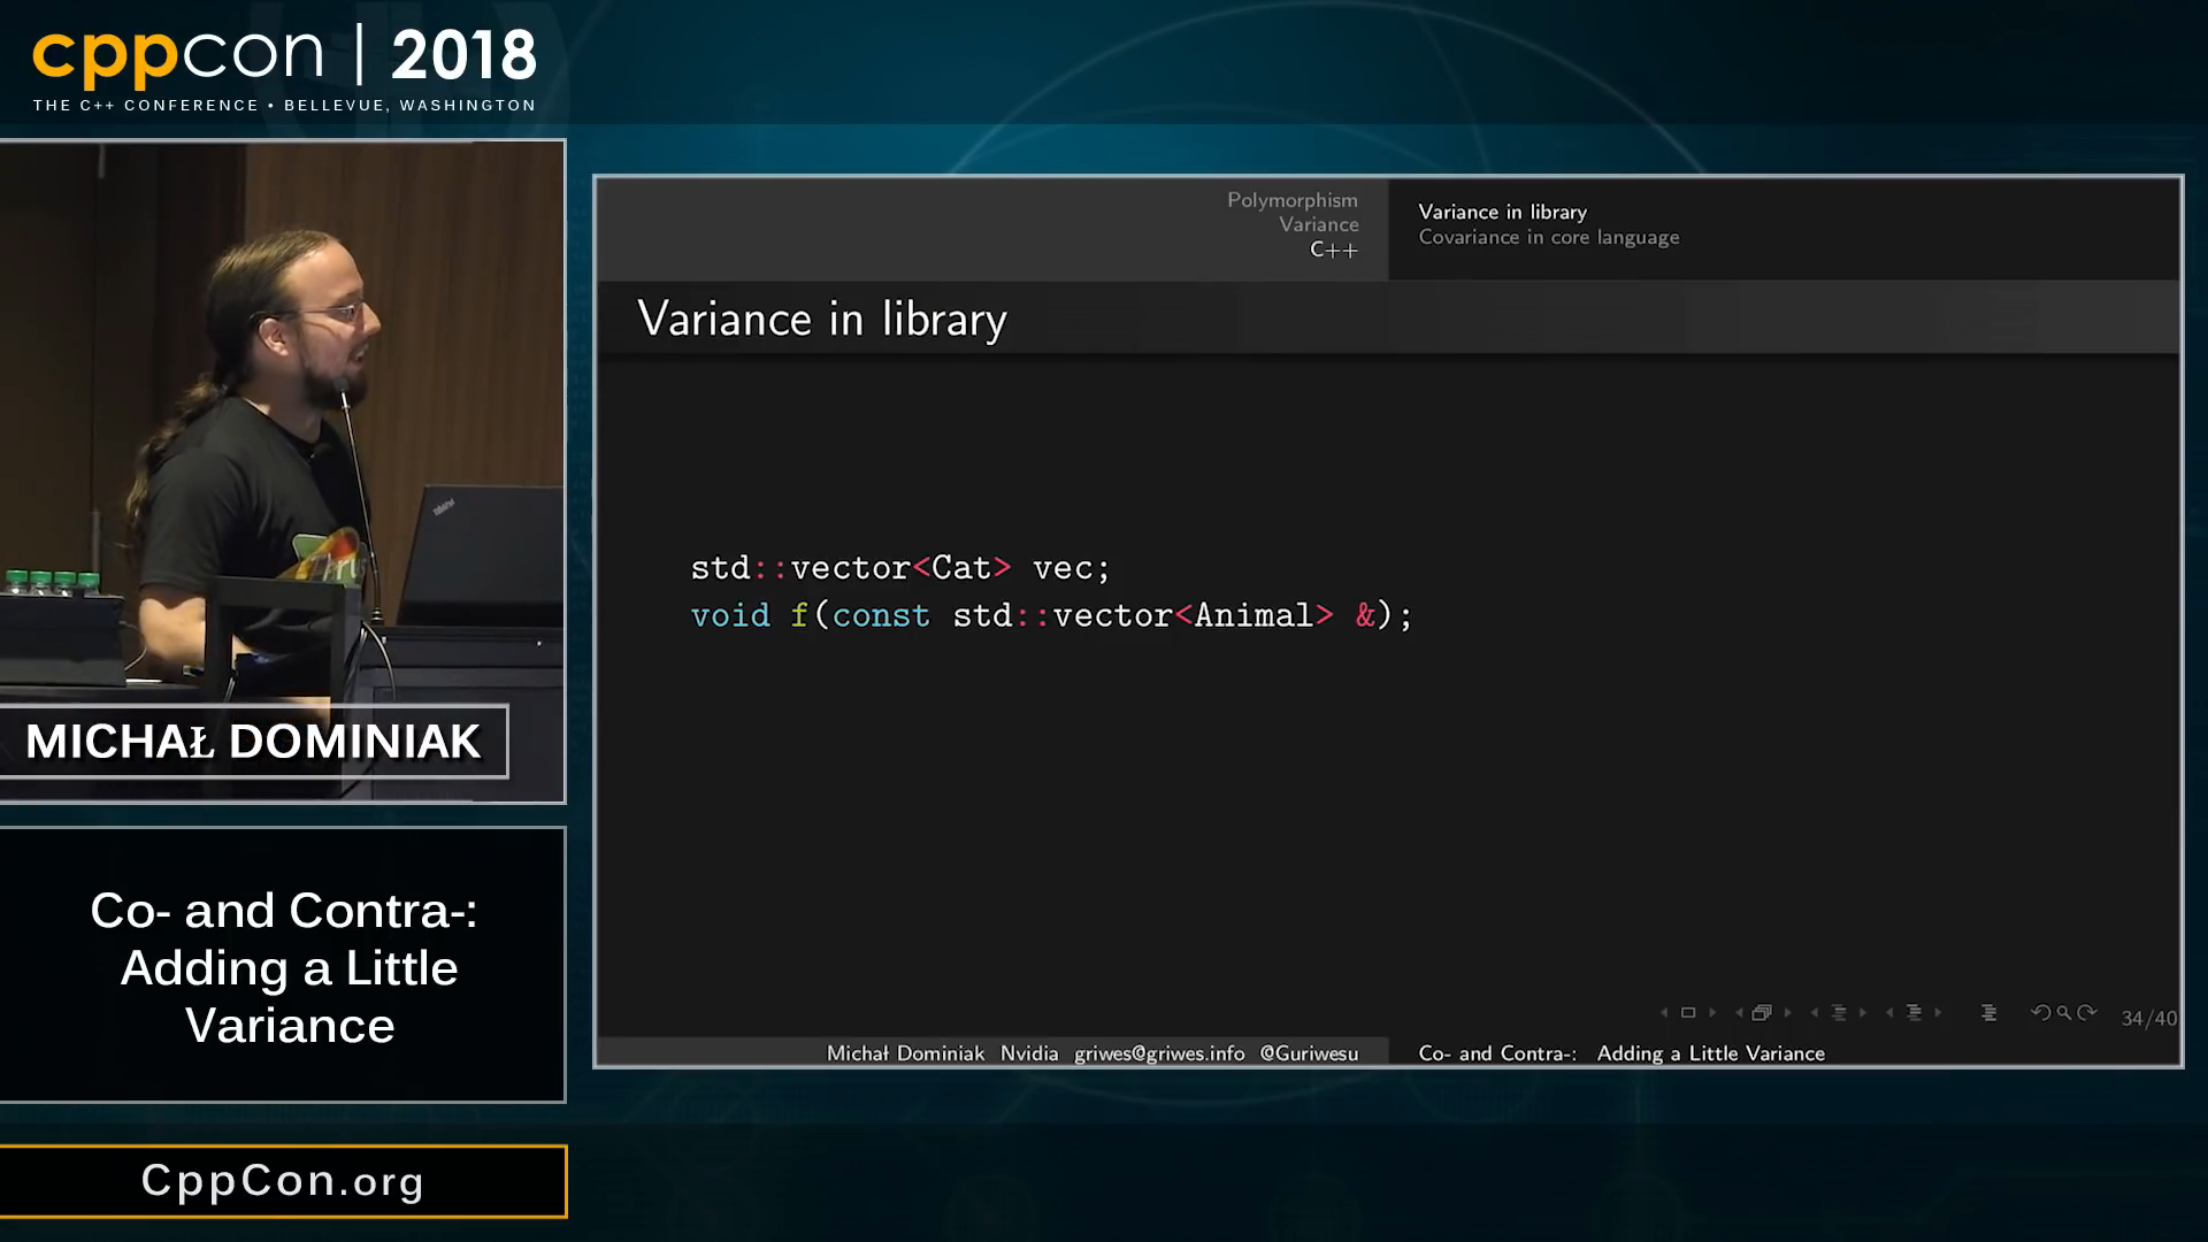 cppcon | 2018
THE C++ CONFERENCE • BELLEVUE, WASHINGTON
MICHAŁ DOMINIAK
Co- and Contra-:
Adding a Little
Variance
CppCon.org
Polymorphism
Variance
C++
Variance in library
Covariance in core language
Variance in library
std::vector<Cat> vec;
void f(const std::vector<Animal> &);
34/40
Michał Dominiak Nvidia griwes@griwes.info @Guriwesu
Co- and Contra-: Adding a Little Variance